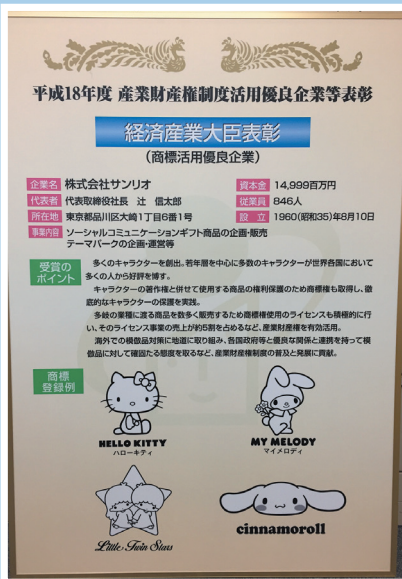 平成18年度 産業財産権制度活用優良企業等表彰
経済産業大臣表彰
(商標活用優良企業)
企業名 株式会社サンリオ 資本金 14,999百万円
代表者 代表取締役社長 辻 信太郎 従業員 846人
所在地 東京都品川区大崎1丁目6番1号 設立 1960(昭和35)年8月10日
事業内容 ソーシャルコミュニケーションギフト商品の企画・販売
テーマパークの企画・運営等
受賞の
ポイント
多くのキャラクターを創出。若年層を中心に多数のキャラクターが世界各国において
多くの人から好評を博す。
キャラクターの著作権と併せて使用する商品の権利保護のため商標権も取得し、徹
底的なキャラクターの保護を実践。
多岐の業種に渡る商品を数多く販売するため商標権使用のライセンスも積極的に行
い、そのライセンス事業の売上が約5割を占めるなど、産業財産権を有効活用。
海外での模倣品対策に地道に取り組み、各国政府等と優良な関係と連携を持って模
倣品に対して確固たる態度を取るなど、産業財産権制度の普及と発展に貢献。
商標
登録例
HELLO KITTY
ハローキティ
MY MELODY
マイメロディ
Little Twin Stars
cinnamoroll